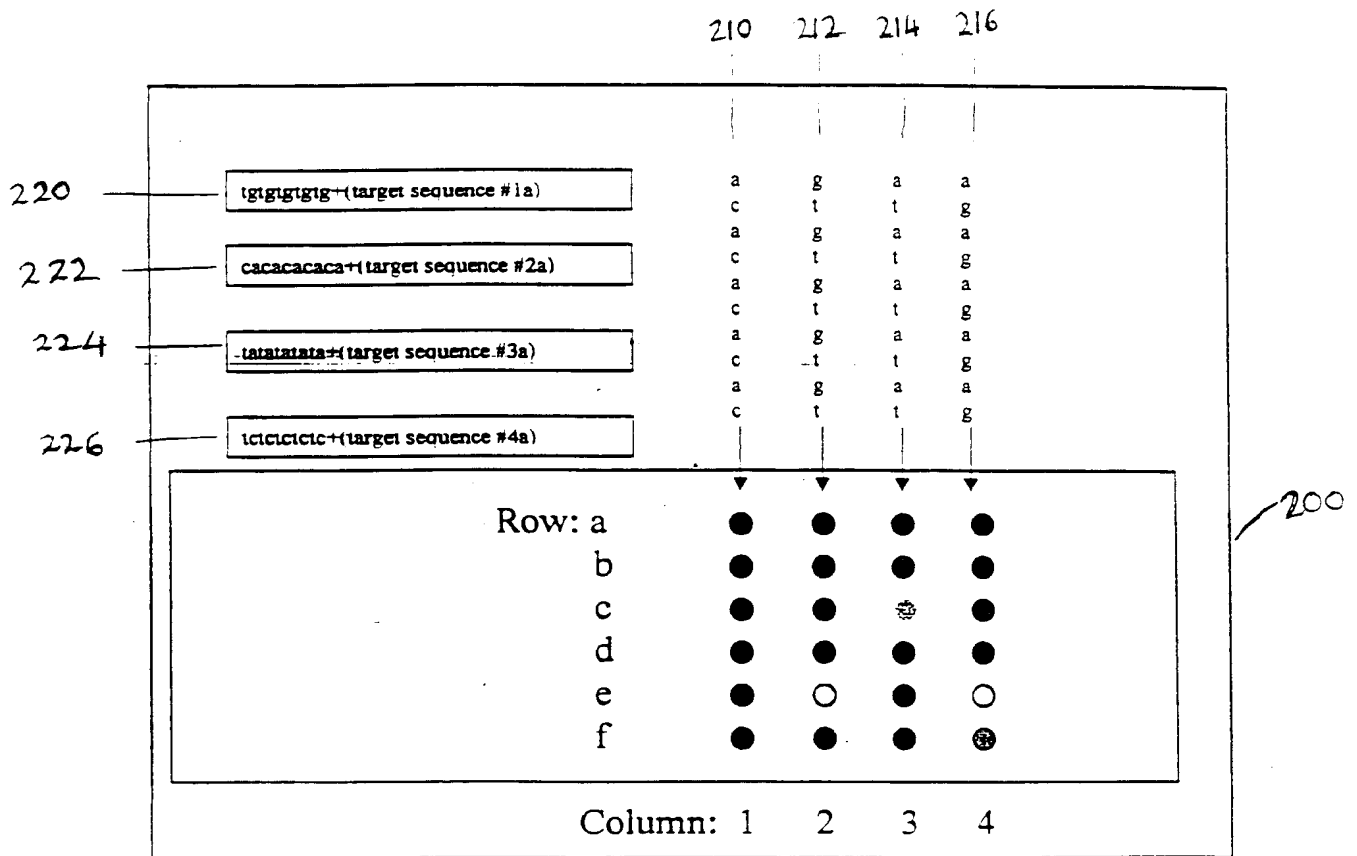 210 212 214 216
220
tgtgtgtgtg+(target sequence #1a)
222
cacacacaca+(target sequence #2a)
224
tatatatata+(target sequence #3a)
226
tctctctctc+(target sequence #4a)
a g a a
c t t g
a g a a
c t t g
a g a a
c t t g
a g a a
c t t g
a g a a
c t t g
200
Row: a
b
c
d
e
f
Column: 1 2 3 4